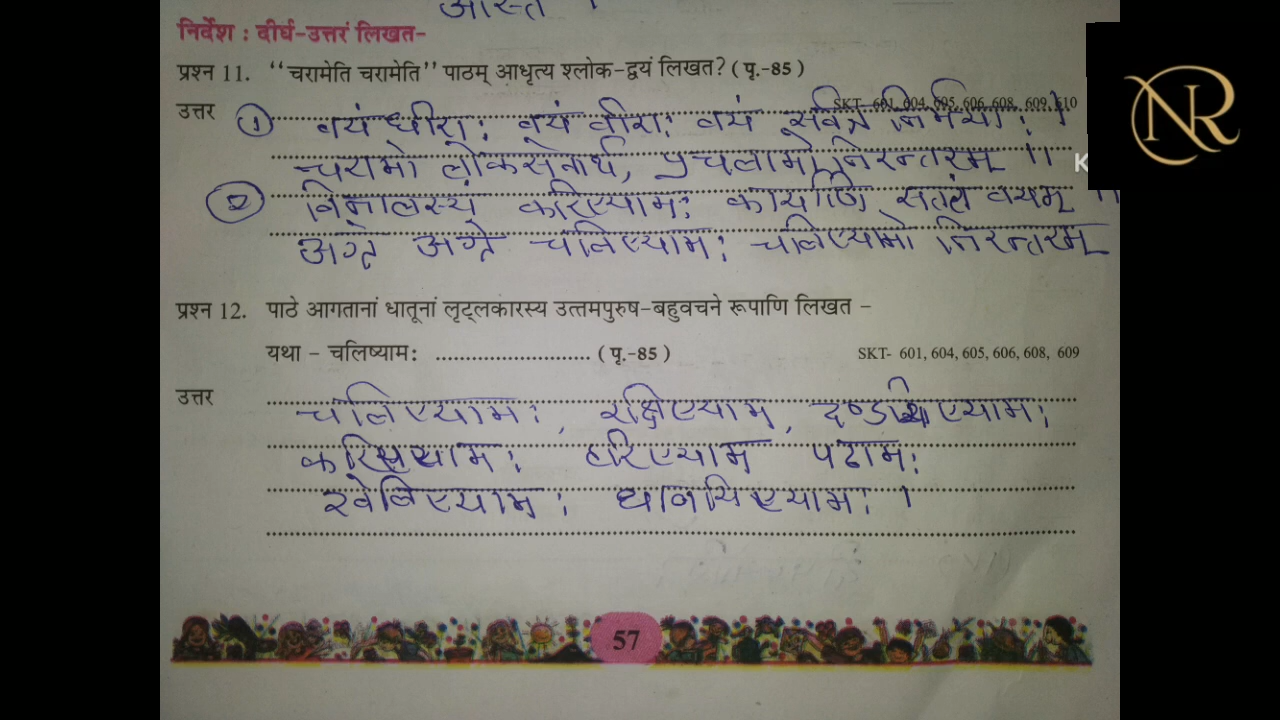 निर्देश : दीर्घ-उत्तरं लिखत-
प्रश्न 11. “चरामेति चरामेति” पाठम् आधृत्य श्लोक-द्वयं लिखत? ( पृ.-85 )
SKT- 601, 604, 605, 606, 608, 609, 610
उत्तर ① वयं धीराः वयं वीराः वयं सर्वत्र निर्भयाः ।
चरामो लोकसेवार्थं, प्रचलामो निरन्तरम् ।।
② विनालस्यं करिष्यामः कार्याणि सततं वयम् ।।
अग्रे अग्रे चलिष्यामः चलिष्यामो निरन्तरम्
प्रश्न 12. पाठे आगतानां धातूनां लृट्लकारस्य उत्तमपुरुष-बहुवचने रूपाणि लिखत -
यथा - चलिष्यामः ............................ ( पृ.-85 ) SKT- 601, 604, 605, 606, 608, 609
उत्तर चलिष्यामः, रक्षिष्याम,
करिष्यामः हरिष्याम पठामः
खेलिष्यामः ।
57
NR